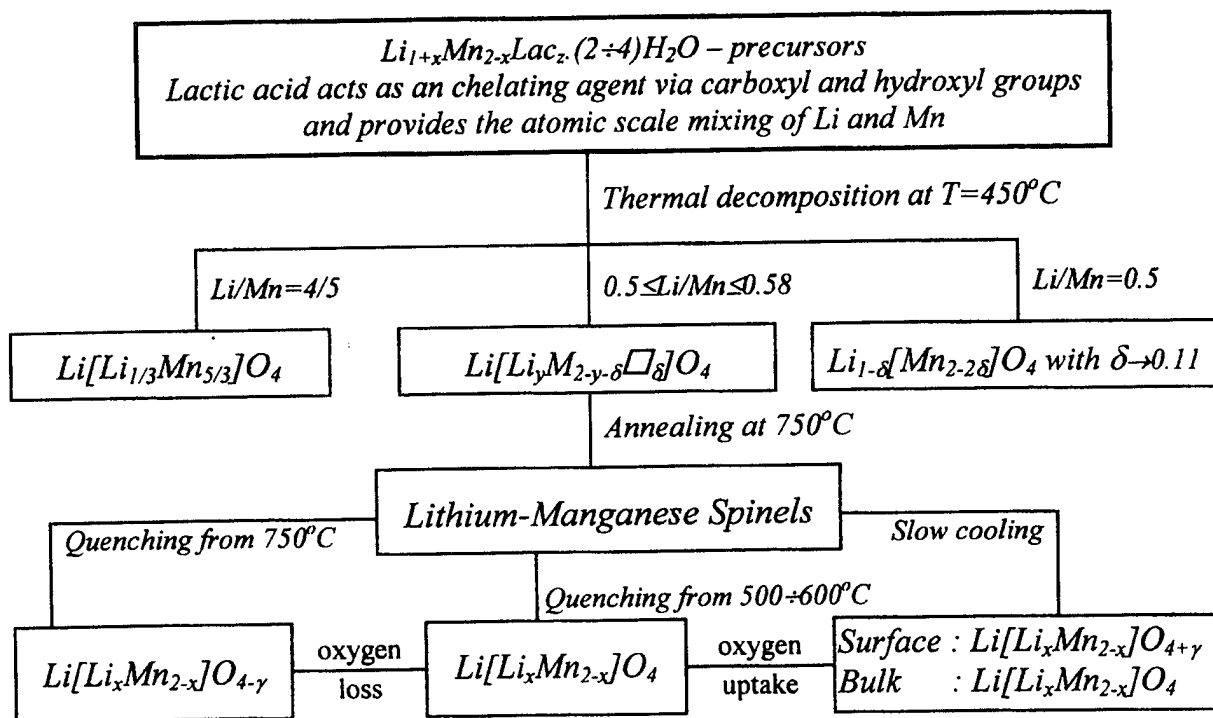 Li₁₊ₓMn₂₋ₓLac_z.(2÷4)H₂O – precursors
Lactic acid acts as an chelating agent via carboxyl and hydroxyl groups
and provides the atomic scale mixing of Li and Mn
Thermal decomposition at T=450°C
Li/Mn=4/5
0.5≤Li/Mn≤0.58
Li/Mn=0.5
Li[Li₁/₃Mn₅/₃]O₄
Li[Li_yM₂₋y₋δ□δ]O₄
Li₁₋δ[Mn₂₋₂δ]O₄ with δ→0.11
Annealing at 750°C
Lithium-Manganese Spinels
Quenching from 750°C
Slow cooling
Quenching from 500÷600°C
Li[LiₓMn₂₋ₓ]O₄₋γ
oxygen
loss
Li[LiₓMn₂₋ₓ]O₄
oxygen
uptake
Surface : Li[LiₓMn₂₋ₓ]O₄₊γ
Bulk : Li[LiₓMn₂₋ₓ]O₄